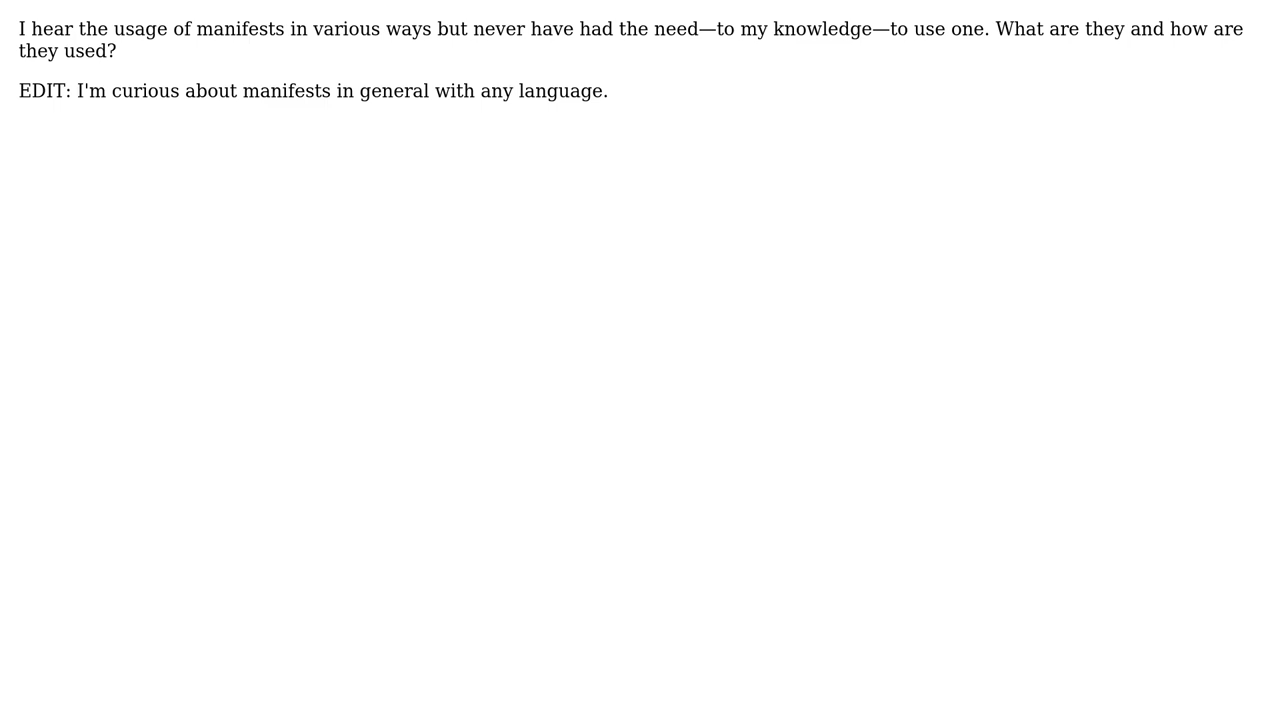 I hear the usage of manifests in various ways but never have had the need—to my knowledge—to use one. What are they and how are
they used?
EDIT: I'm curious about manifests in general with any language.